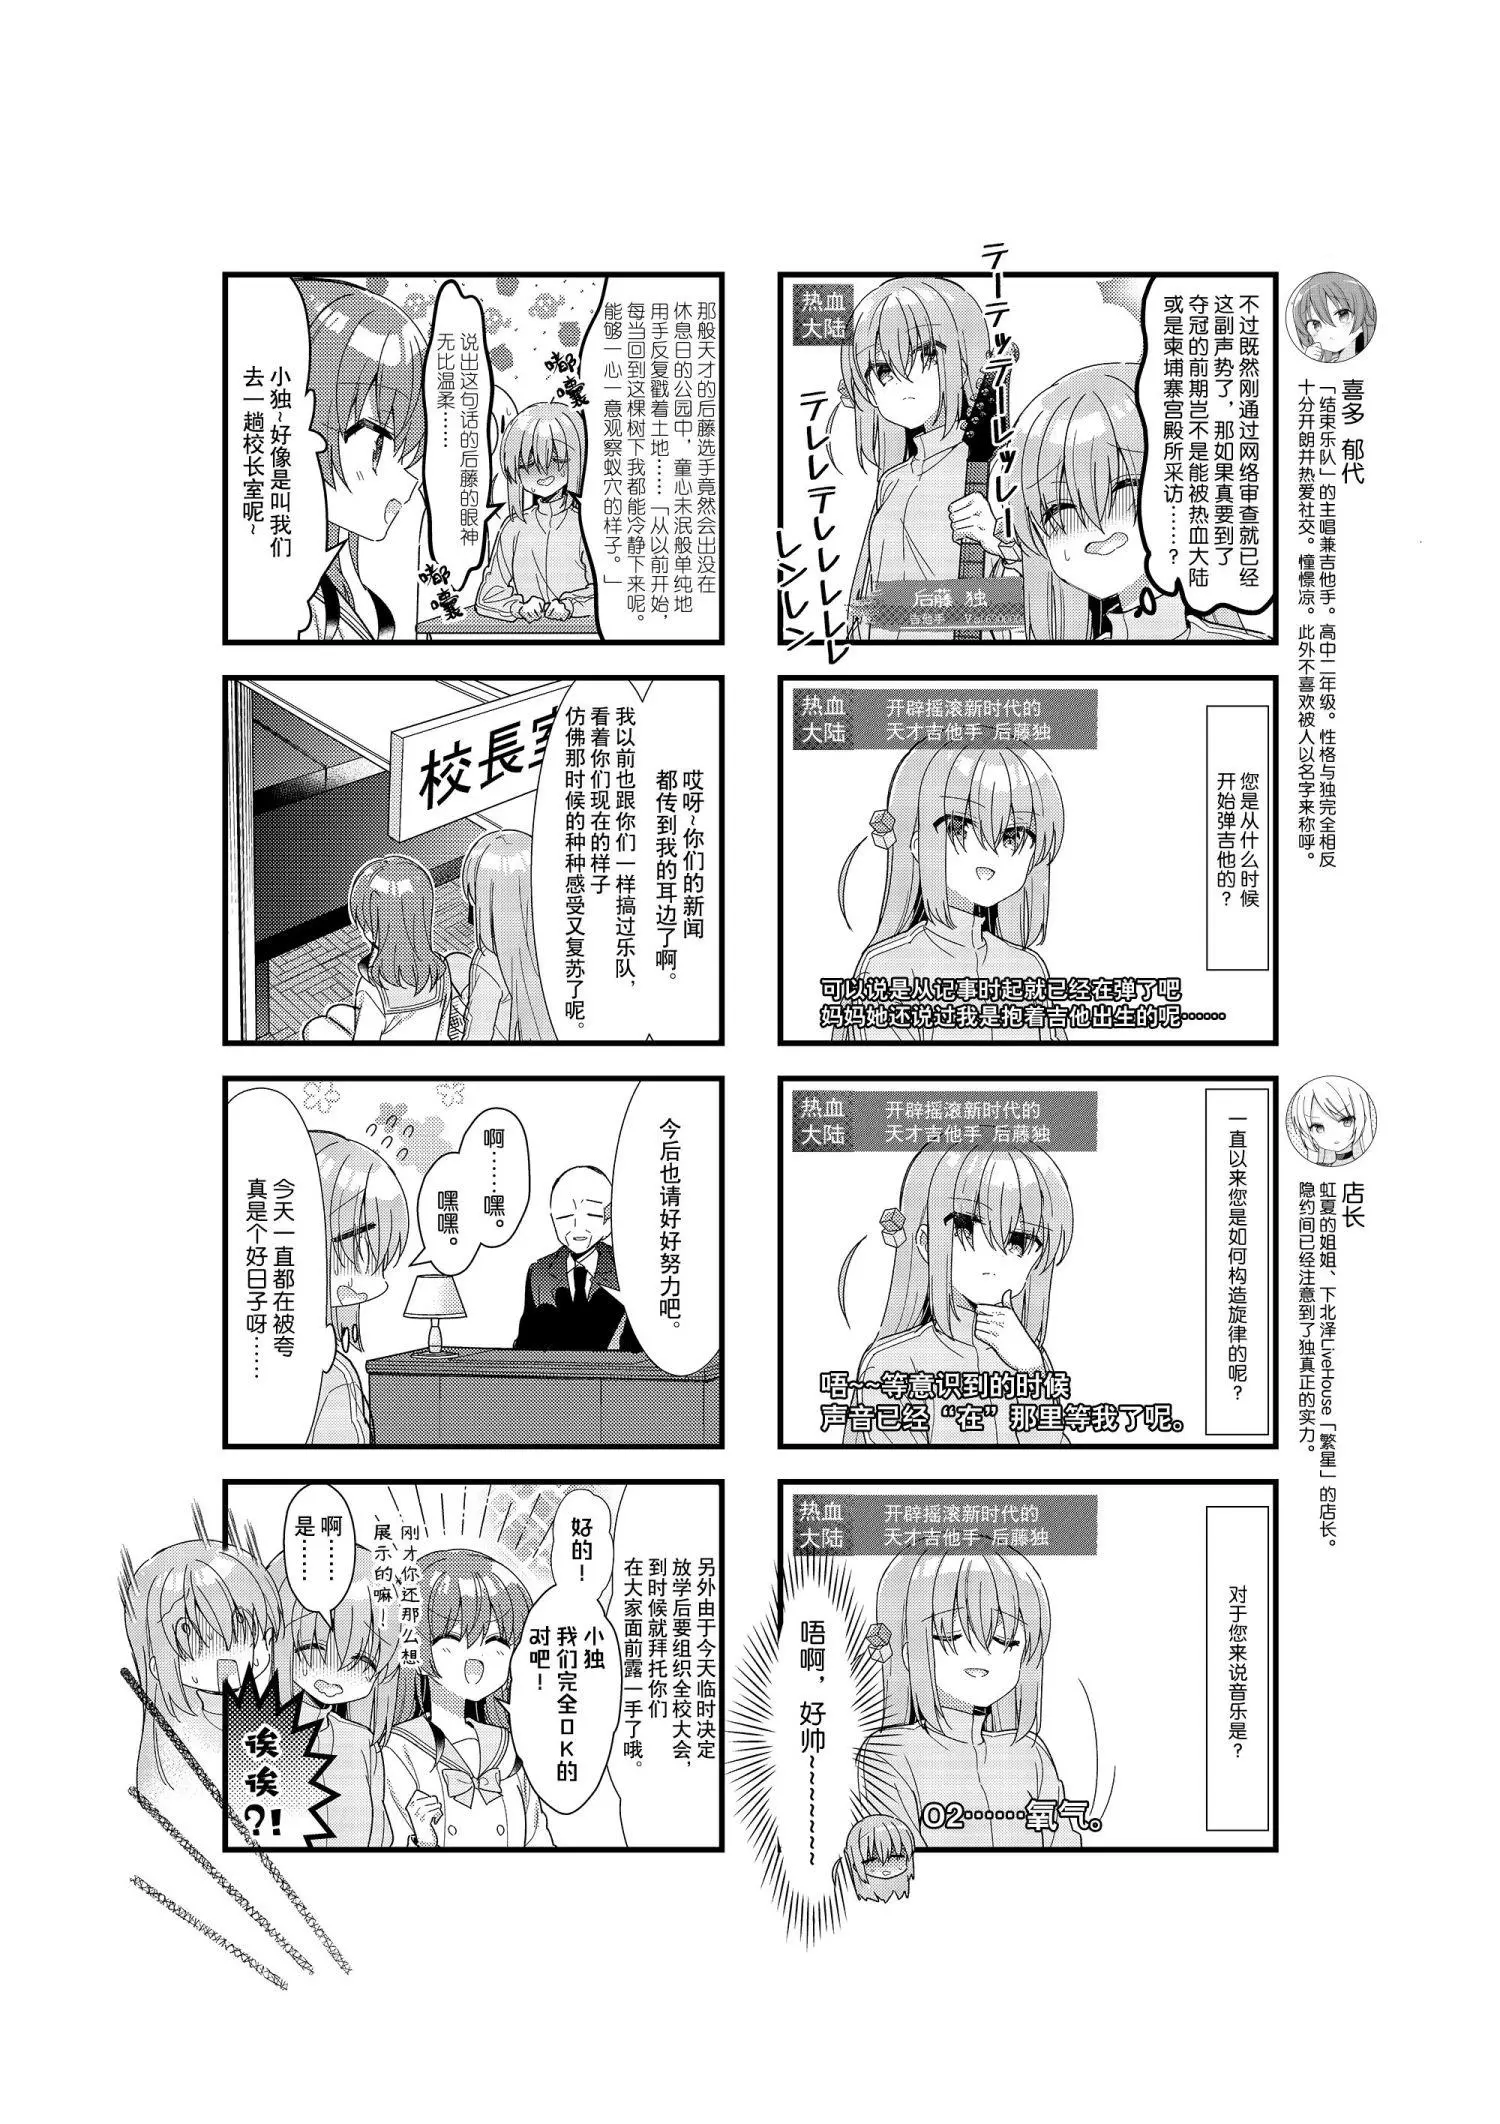 喜多 郁代
「结束乐队」的主唱兼吉他手。高中二年级。性格与独完全相反
十分开朗并热爱社交。憧憬凉。此外不喜欢被人以名字来称呼。
店长
虹夏的姐姐、下北泽LiveHouse「繁星」的店长。
隐约间已经注意到了独真正的实力。
不过既然刚通过网络审查就已经
这副声势了，那如果真要到了
夺冠的前期岂不是能被热血大陆
或是柬埔寨宫殿所采访……？
テーテーテッテッテー
テレレテレレレレレンレン
热血
大陆
后藤 独
吉他手
热血
大陆
开辟摇滚新时代的
天才吉他手 后藤独
您是从什么时候
开始弹吉他的？
可以说是从记事时起就已经在弹了吧
妈妈她还说过我是抱着吉他出生的呢……
热血
大陆
开辟摇滚新时代的
天才吉他手 后藤独
一直以来您是如何构造旋律的呢？
唔~~等意识到的时候
声音已经“在”那里等我了呢。
热血
大陆
开辟摇滚新时代的
天才吉他手 后藤独
对于您来说音乐是？
O2……氧气。
唔啊，好帅~~~~~~~
那般天才的后藤选手竟然会出没在
休息日的公园中，童心未泯般单纯地
用手反复戳着土地……「从以前开始，
每当回到这棵树下我都能冷静下来呢。
能够一心一意观察蚁穴的样子。」
说出这句话的后藤的眼神
无比温柔……
嘟囔
嘟囔
小独~好像是叫我们
去一趟校长室呢~
校長室
哎呀~你们的新闻
都传到我的耳边了啊。
我以前也跟你们一样搞过乐队，
看着你们现在的样子
仿佛那时候的种种感受又复苏了呢。
今后也请好好努力吧。
啊……嘿。
嘿嘿。
今天一直都在被夸
真是个好日子呀……
另外由于今天临时决定
放学后要组织全校大会，
到时候就拜托你们
在大家面前露一手了哦。
好的！
小独
我们完全OK的
对吧！
刚才你还那么想
展示的嘛！
啊……
是……
诶诶?!